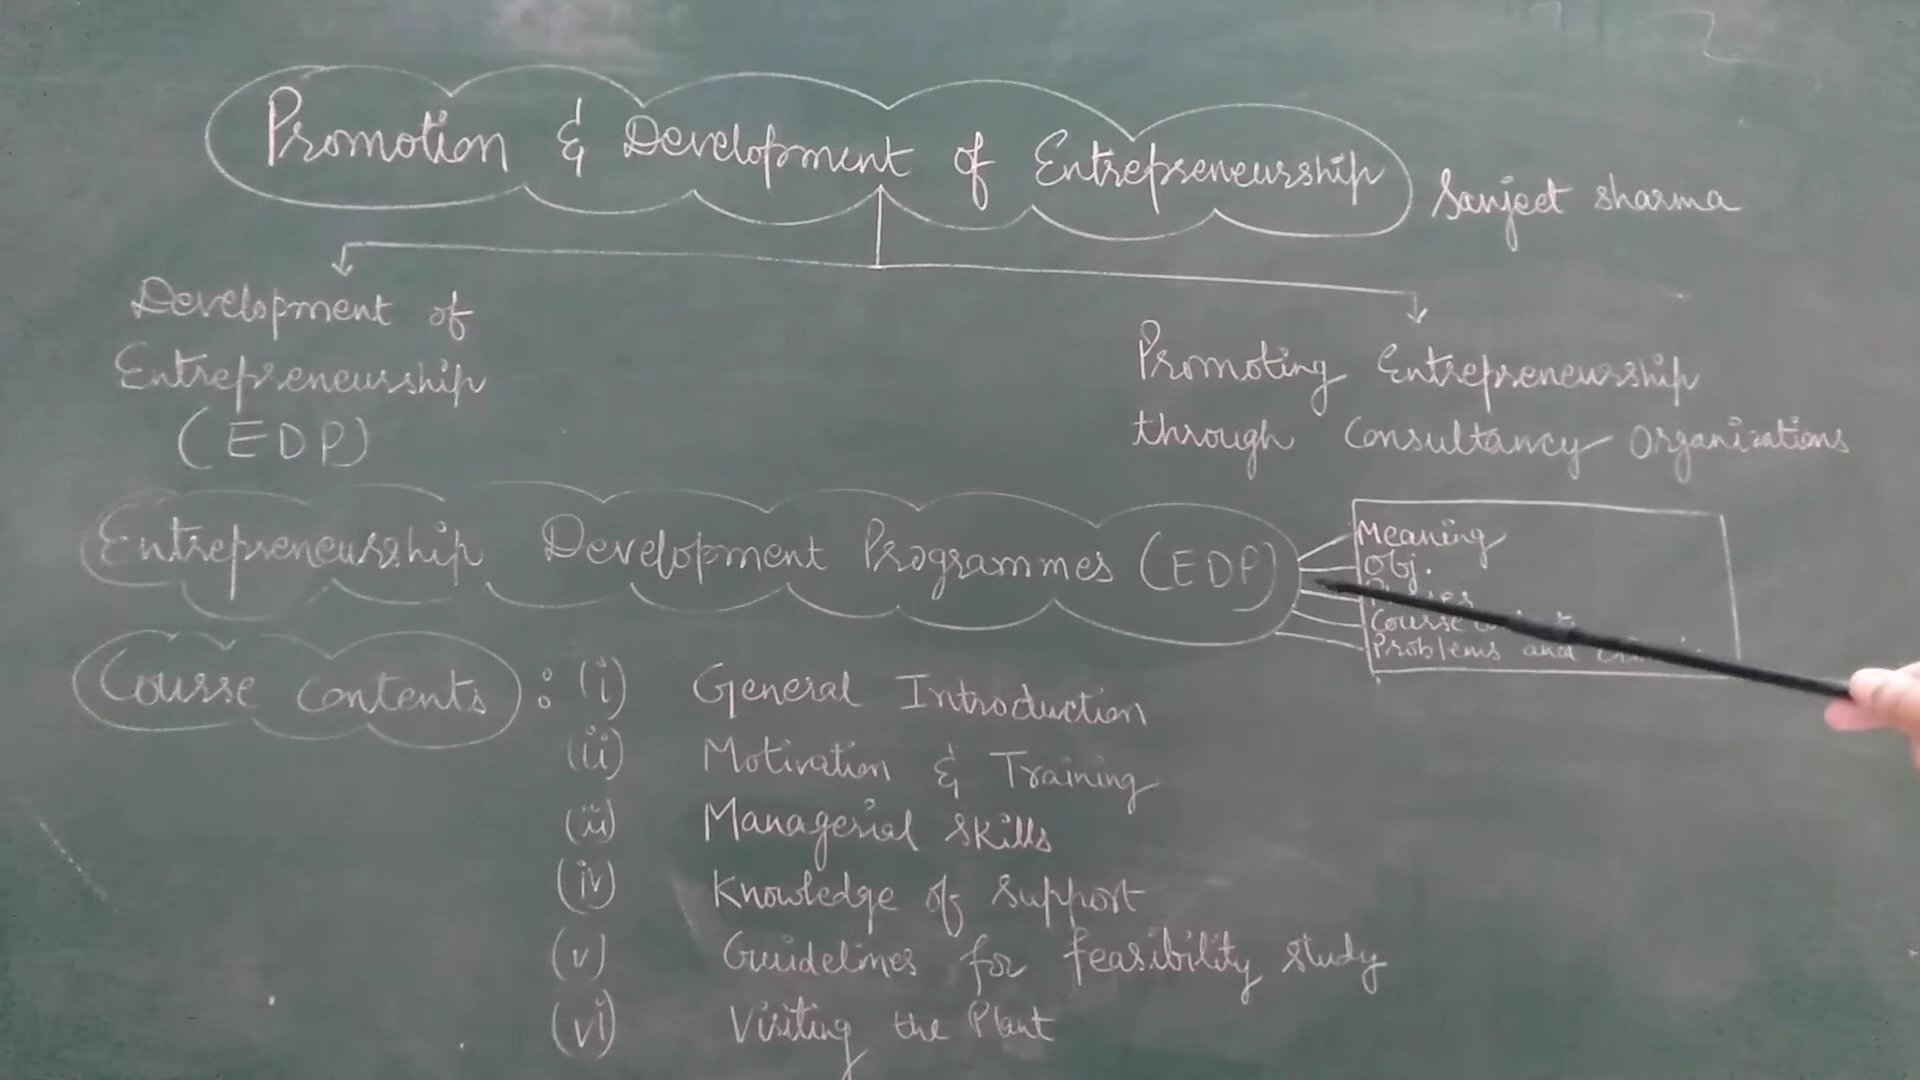 Promotion & Development of Entrepreneurship
Sanjeet Sharma
Development of
Entrepreneurship
(EDP)
Promoting Entrepreneurship
through Consultancy Organizations
Entrepreneurship Development Programmes (EDP)
Meaning
Obj.
Course
Problems and
Course Contents : (i) General Introduction
(ii) Motivation & Training
(iii) Managerial Skills
(iv) Knowledge of Support
(v) Guidelines for feasibility study
(vi) Visiting the Plant